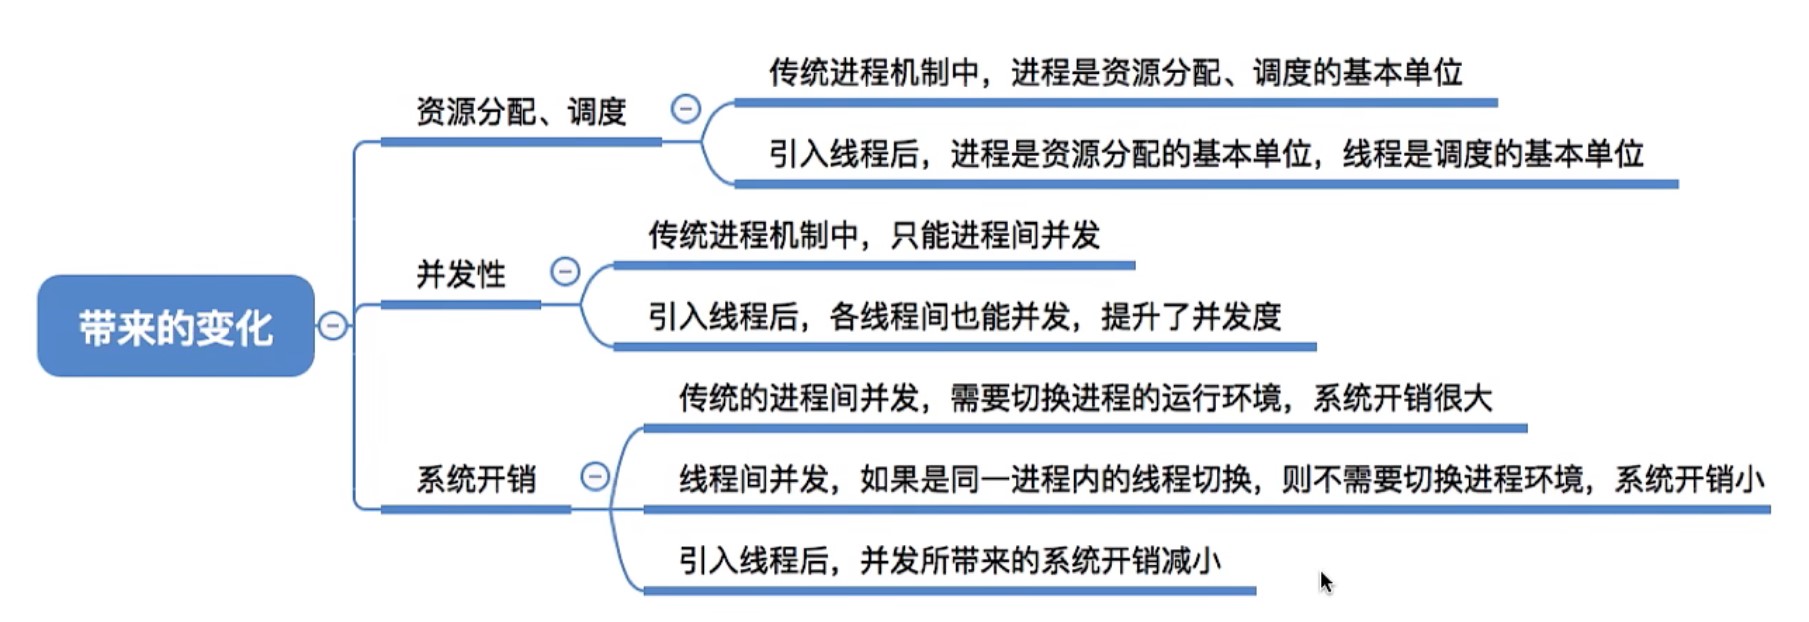 带来的变化
资源分配、调度
传统进程机制中，进程是资源分配、调度的基本单位
引入线程后，进程是资源分配的基本单位，线程是调度的基本单位
并发性
传统进程机制中，只能进程间并发
引入线程后，各线程间也能并发，提升了并发度
系统开销
传统的进程间并发，需要切换进程的运行环境，系统开销很大
线程间并发，如果是同一进程内的线程切换，则不需要切换进程环境，系统开销小
引入线程后，并发所带来的系统开销减小